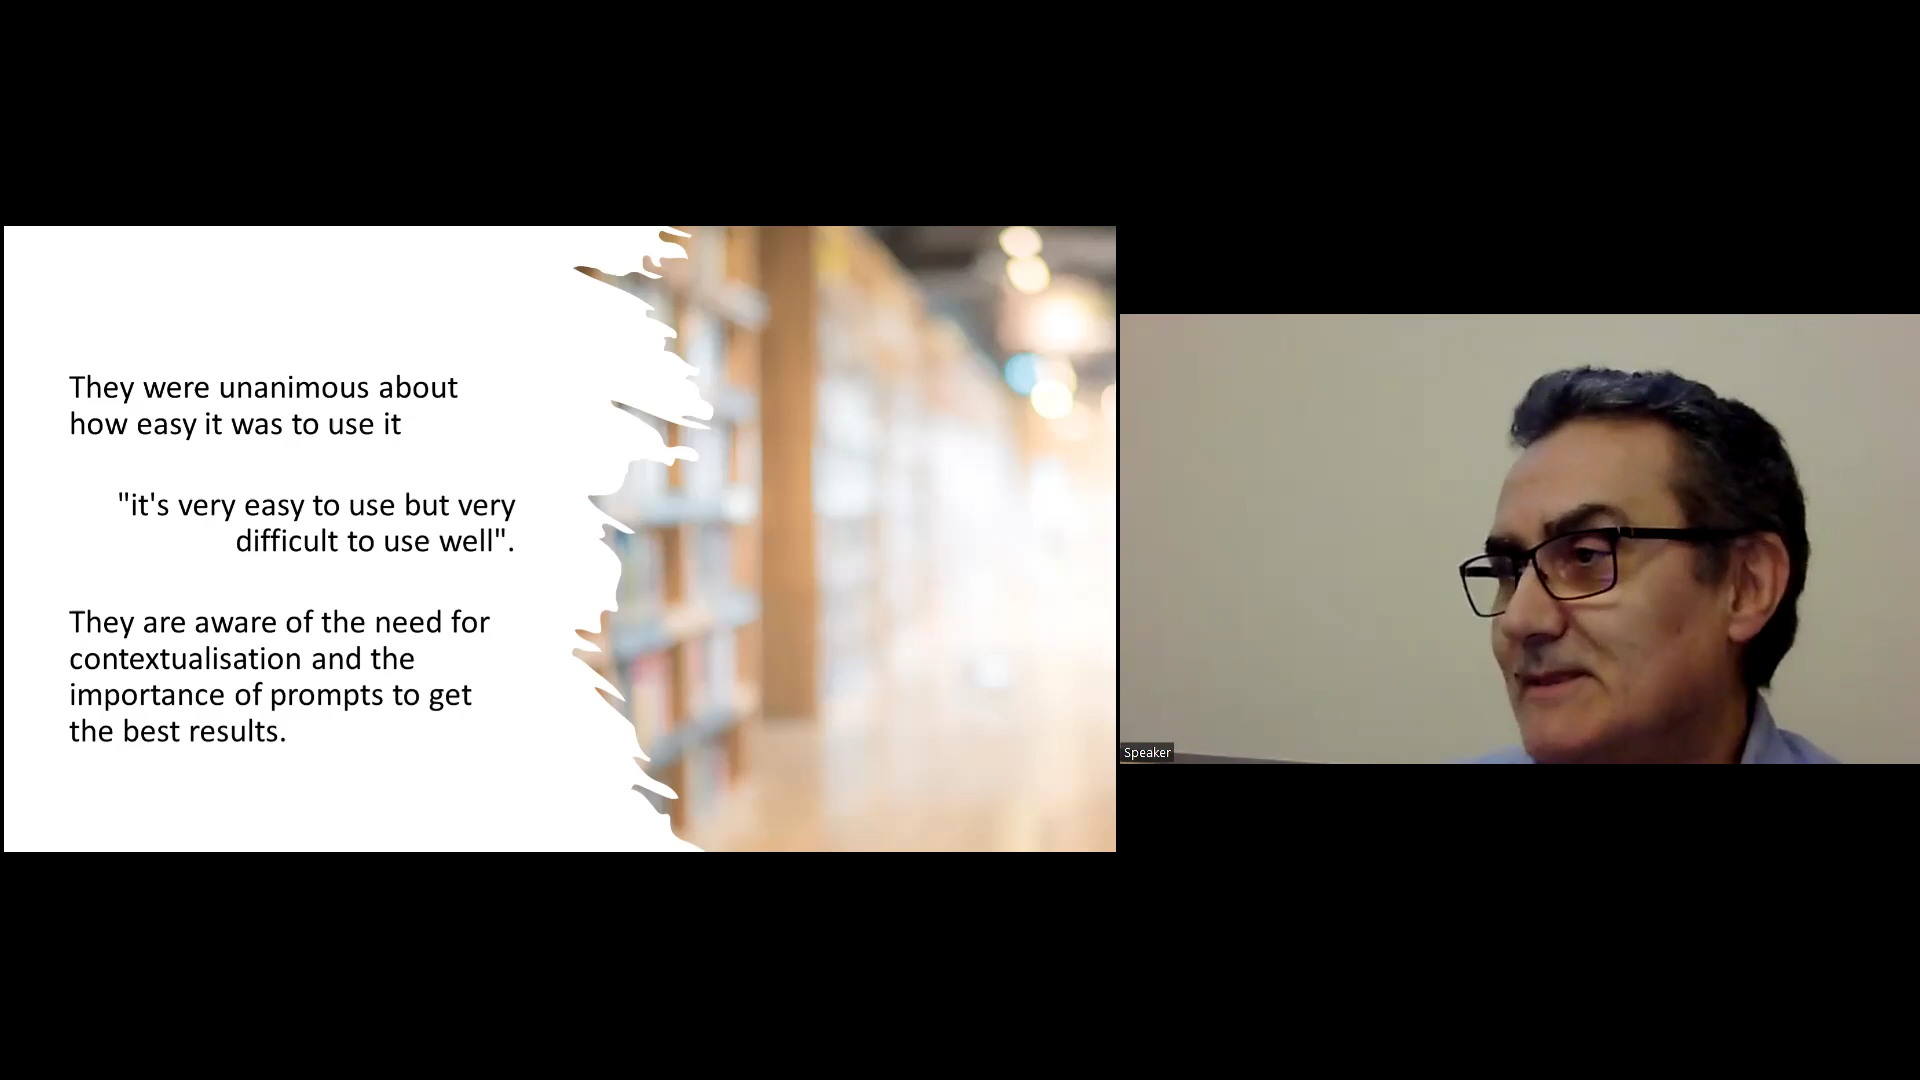 They were unanimous about
how easy it was to use it
"it's very easy to use but very
difficult to use well".
They are aware of the need for
contextualisation and the
importance of prompts to get
the best results.
Speaker